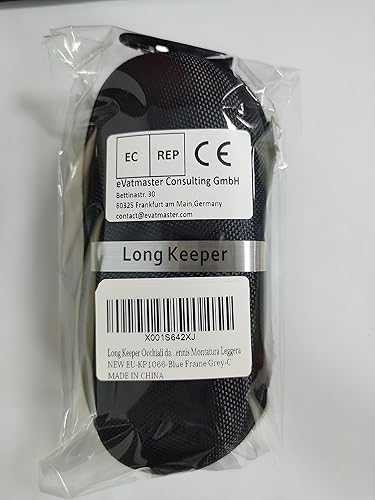 EC REP CE
eVatmaster Consulting GmbH
Bettinastr. 30
60325 Frankfurt am Main,Germany
contact@evatmaster.com
Long Keeper
X001S642XJ
Long Keeper Occhiali da...ennis Montatura Leggera
NEW EU-KP1066-Blue Frame Grey-C
MADE IN CHINA